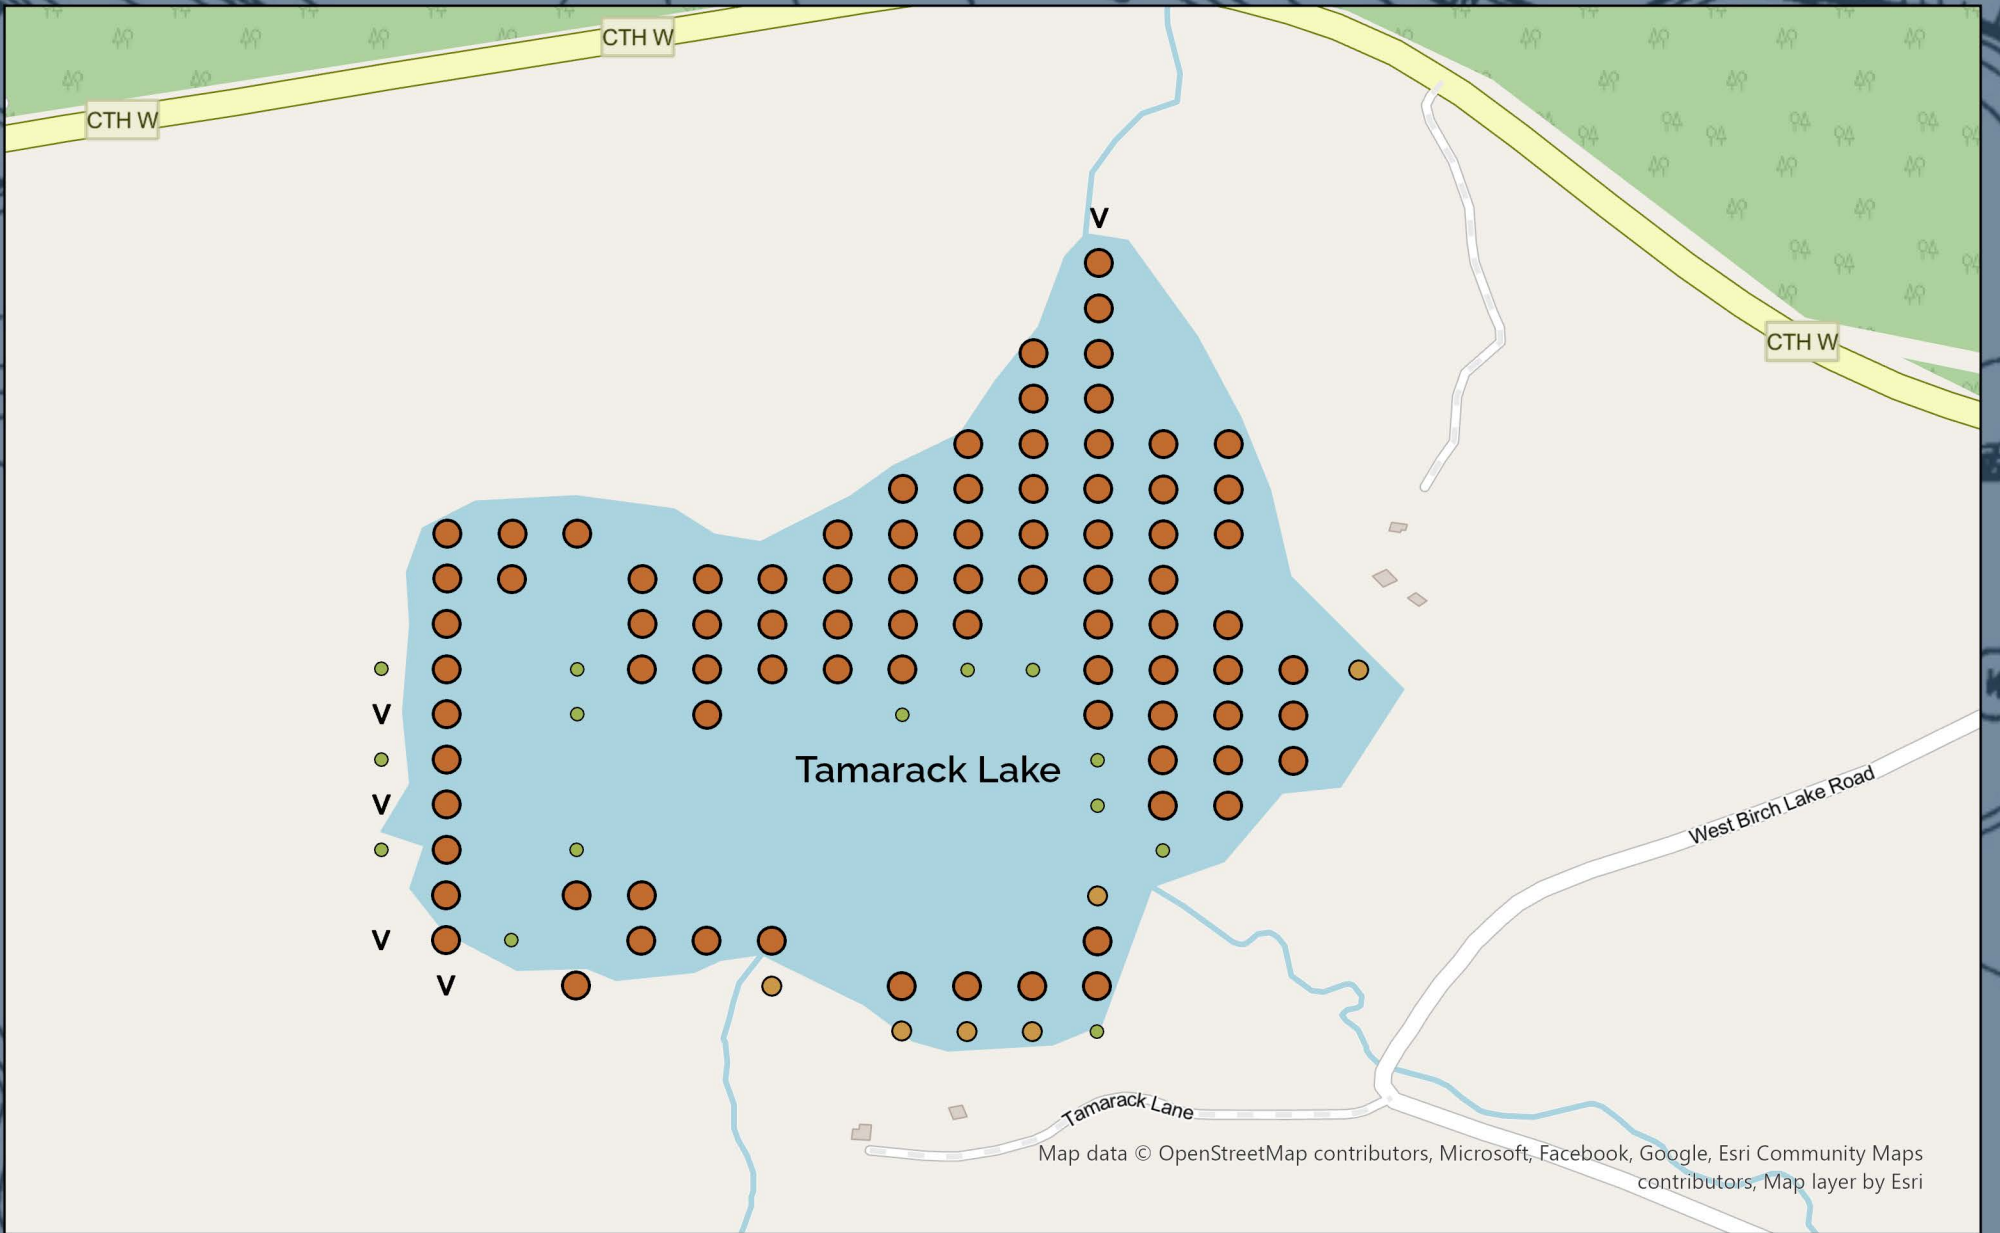 CTH W
CTH W
V
CTH W
V
Tamarack Lake
West Birch Lake Road
V
V
V
Tamarack Lane
Map data © OpenStreetMap contributors, Microsoft, Facebook, Google, Esri Community Maps
contributors, Map layer by Esri